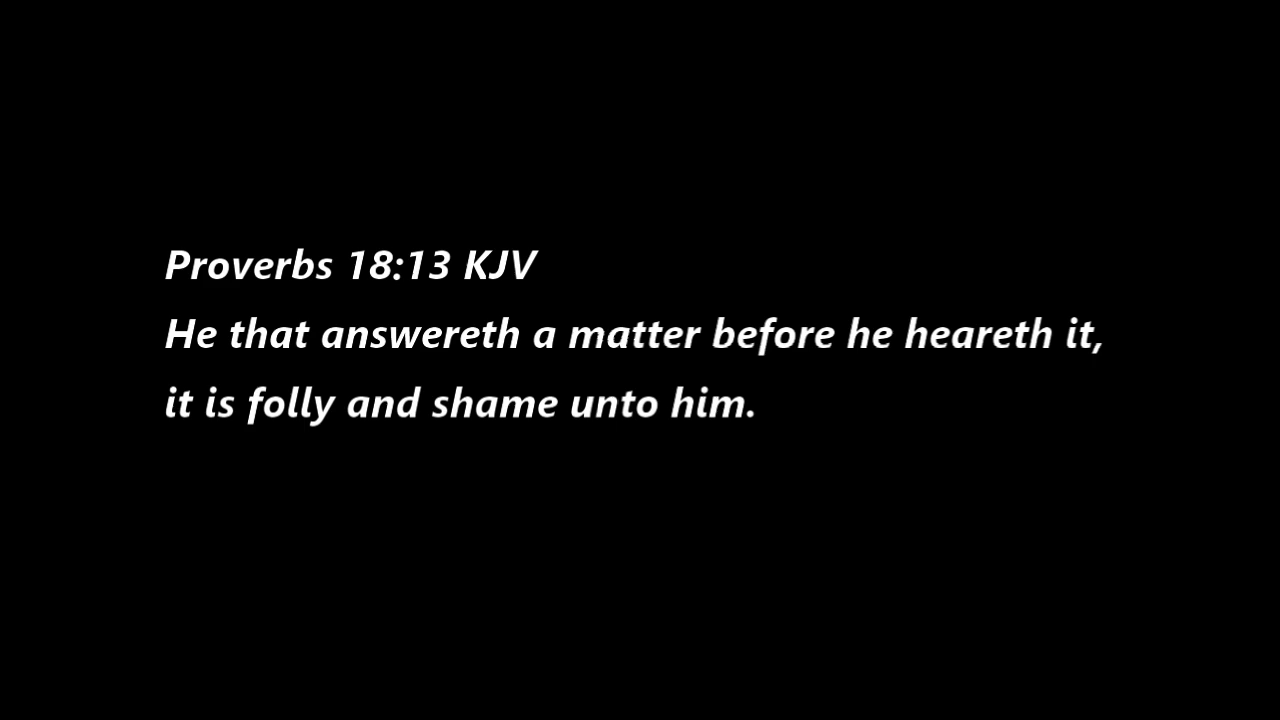 Proverbs 18:13 KJV
He that answereth a matter before he heareth it,
it is folly and shame unto him.